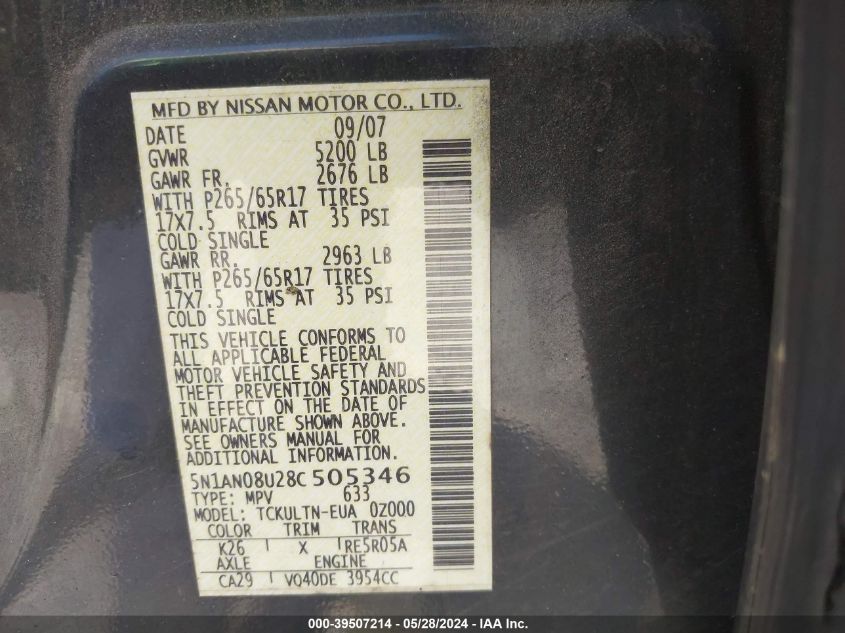 MFD BY NISSAN MOTOR CO., LTD.
DATE 09/07
GVWR 5200 LB
GAWR FR. 2676 LB
WITH P265/65R17 TIRES
17X7.5 RIMS AT 35 PSI
COLD SINGLE
GAWR RR. 2963 LB
WITH P265/65R17 TIRES
17X7.5 RIMS AT 35 PSI
COLD SINGLE
THIS VEHICLE CONFORMS TO
ALL APPLICABLE FEDERAL
MOTOR VEHICLE SAFETY AND
THEFT PREVENTION STANDARDS
IN EFFECT ON THE DATE OF
MANUFACTURE SHOWN ABOVE.
SEE OWNERS MANUAL FOR
ADDITIONAL INFORMATION.
5N1AN08U28C505346
TYPE: MPV 633
MODEL: TCKULTN-EUA 0Z000
COLOR TRIM TRANS
K26 X RE5R05A
AXLE ENGINE
CA29 VQ40DE 3954CC
000-39507214 - 05/28/2024 - IAA Inc.